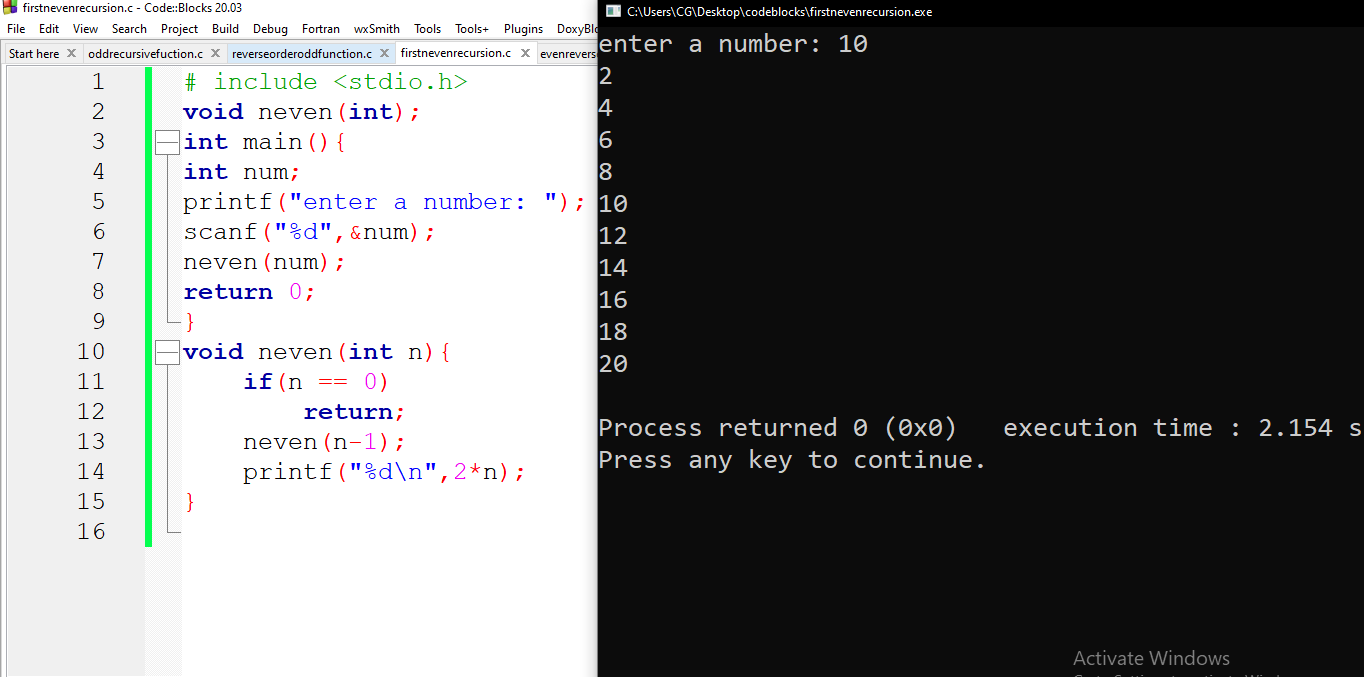 firstnevenrecursion.c - Code::Blocks 20.03
File Edit View Search Project Build Debug Fortran wxSmith Tools Tools+ Plugins DoxyBlo
Start here oddrecursivefuction.c reverseorderoddfunction.c firstnevenrecursion.c evenreverse
1 # include <stdio.h>
2 void neven(int);
3 int main(){
4 int num;
5 printf("enter a number: ");
6 scanf("%d",&num);
7 neven(num);
8 return 0;
9 }
10 void neven(int n){
11 if(n == 0)
12 return;
13 neven(n-1);
14 printf("%d\n",2*n);
15 }
16
C:\Users\CG\Desktop\codeblocks\firstnevenrecursion.exe
enter a number: 10
2
4
6
8
10
12
14
16
18
20
Process returned 0 (0x0) execution time : 2.154 s
Press any key to continue.
Activate Windows